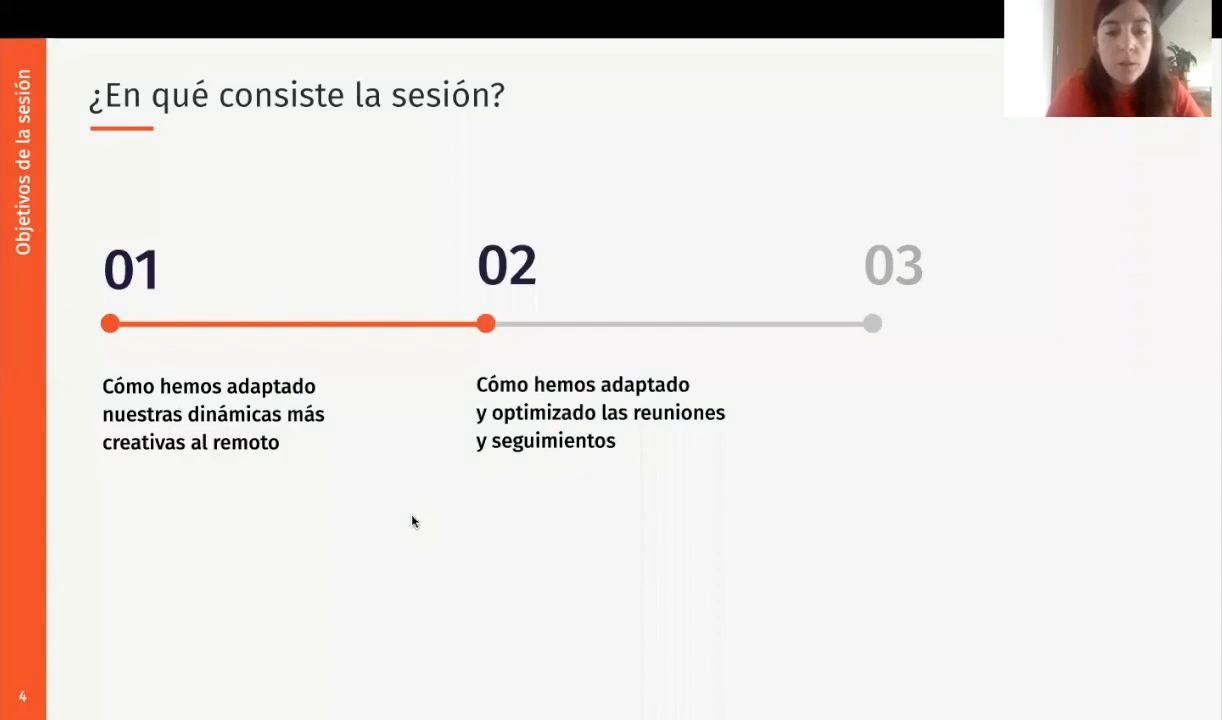 Objetivos de la sesión
¿En qué consiste la sesión?
01
02
03
Cómo hemos adaptado
nuestras dinámicas más
creativas al remoto
Cómo hemos adaptado
y optimizado las reuniones
y seguimientos
4